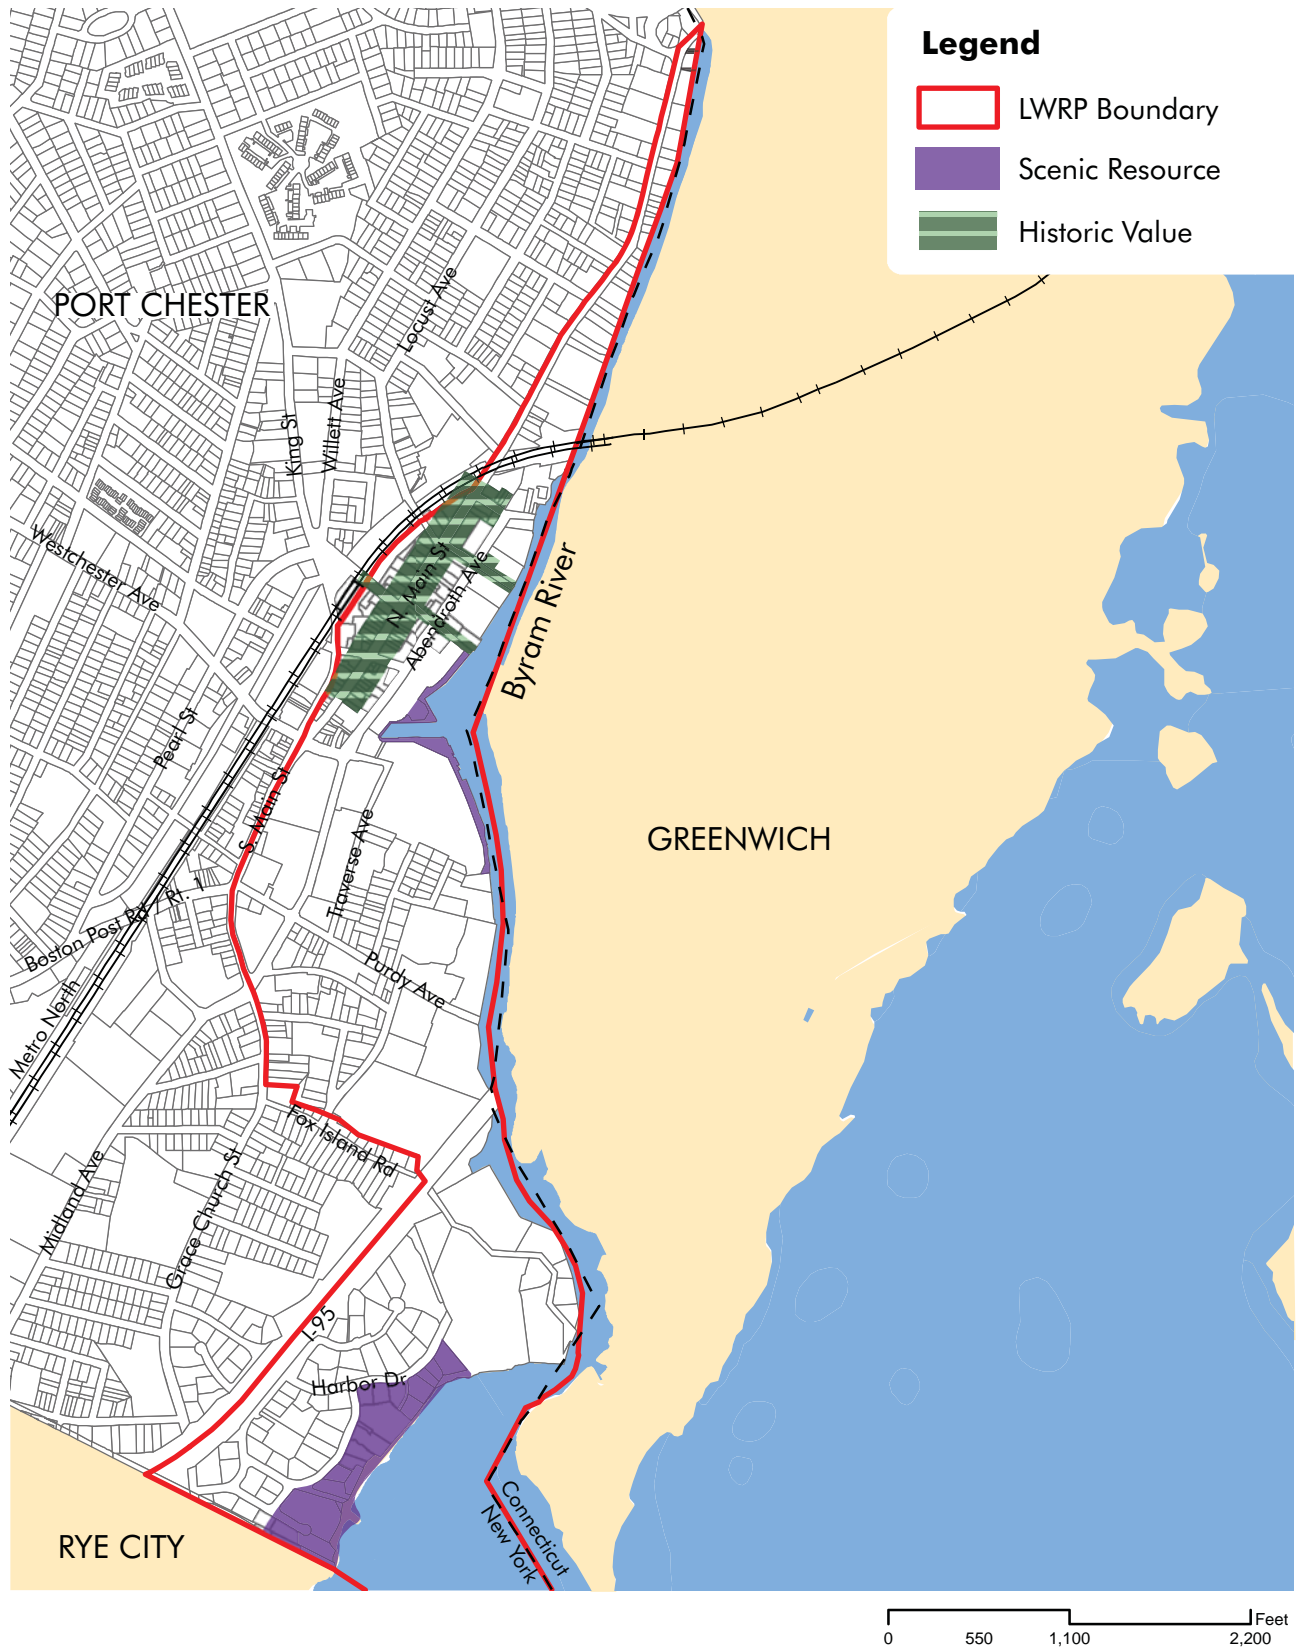 Legend
LWRP Boundary
Scenic Resource
Historic Value
PORT CHESTER
Locust Ave
King St
Willett Ave
Westchester Ave
N. Main St
Abendroth Ave
Byram River
Pearl St
S. Main St
GREENWICH
Traverse Ave
Boston Post Rd / Rt. 1
Purdy Ave
Metro North
Fox Island Rd
Midland Ave
Grace Church St
I-95
Harbor Dr
Connecticut
New York
RYE CITY
Feet
0 550 1,100 2,200